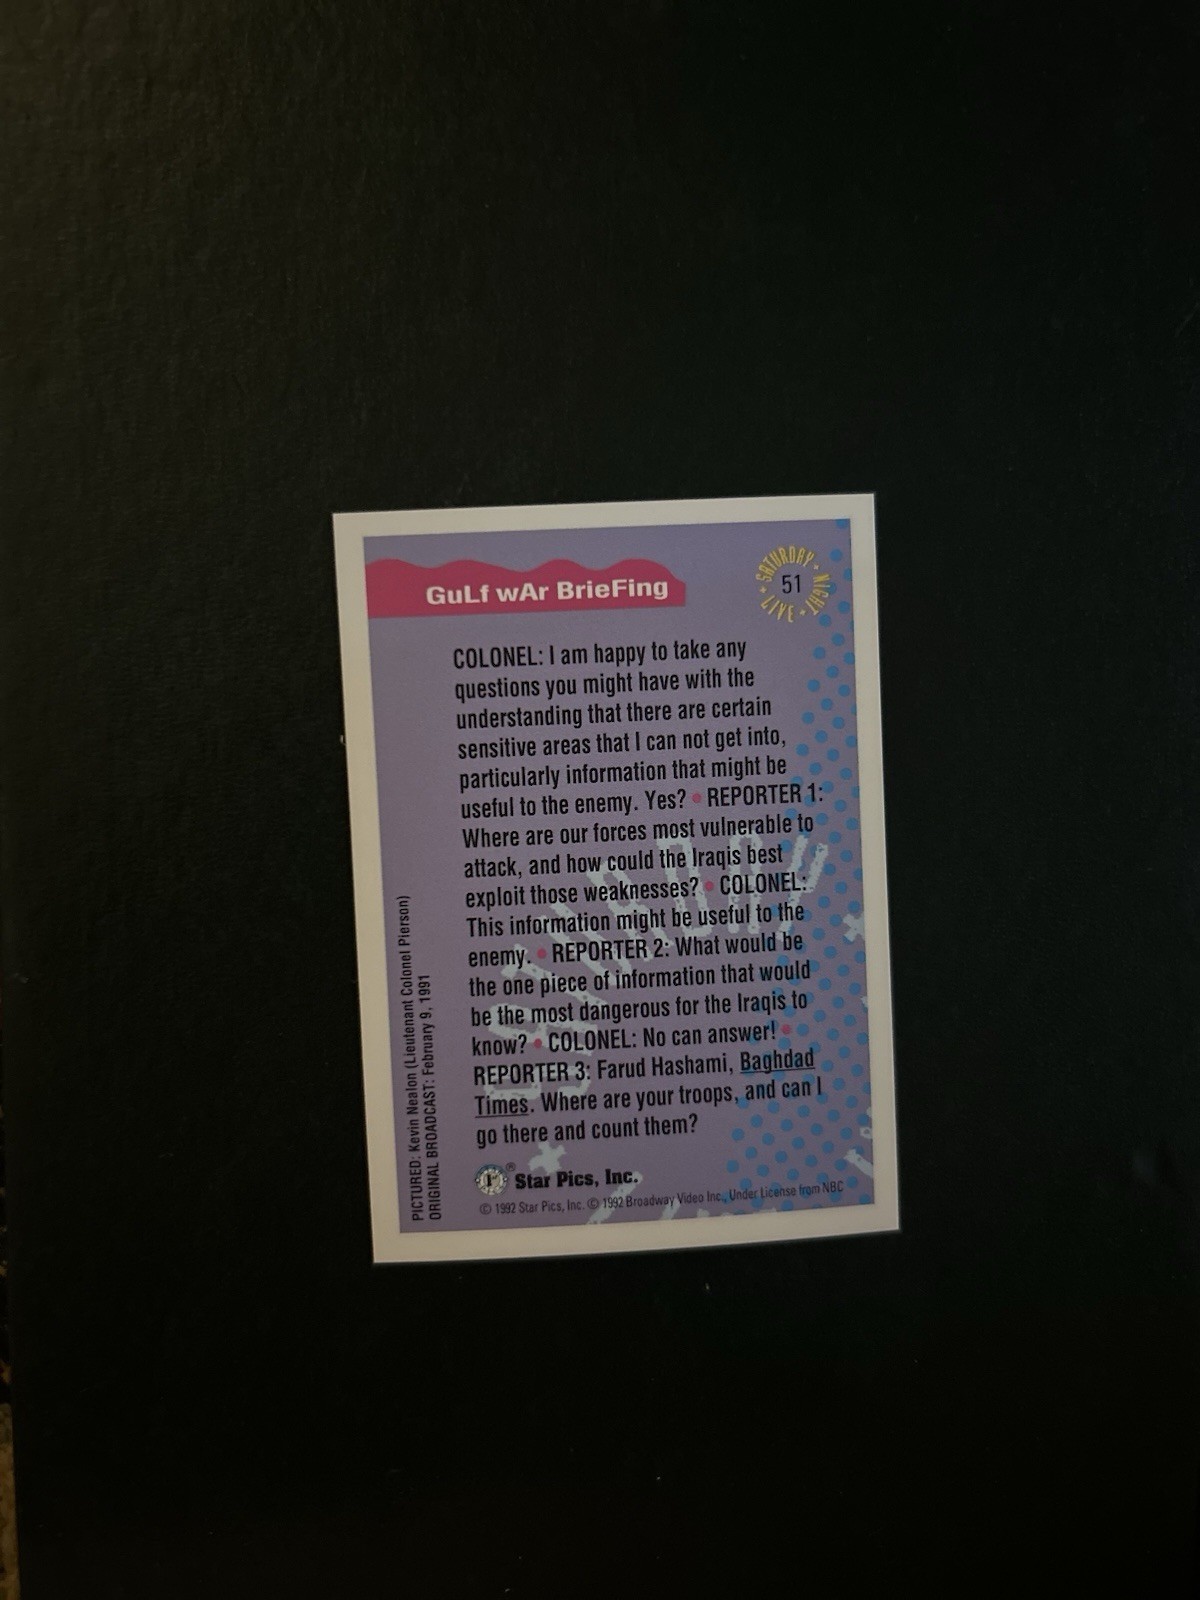 GuLf wAr BrieFing
SATURDAY NIGHT LIVE
51
COLONEL: I am happy to take any
questions you might have with the
understanding that there are certain
sensitive areas that I can not get into,
particularly information that might be
useful to the enemy. Yes? • REPORTER 1:
Where are our forces most vulnerable to
attack, and how could the Iraqis best
exploit those weaknesses? • COLONEL:
This information might be useful to the
enemy. • REPORTER 2: What would be
the one piece of information that would
be the most dangerous for the Iraqis to
know? • COLONEL: No can answer! •
REPORTER 3: Farud Hashami, Baghdad
Times. Where are your troops, and can I
go there and count them?
® Star Pics, Inc.
© 1992 Star Pics, Inc. © 1992 Broadway Video Inc., Under License from NBC
PICTURED: Kevin Nealon (Lieutenant Colonel Pierson)
ORIGINAL BROADCAST: February 9, 1991
SATURDAY